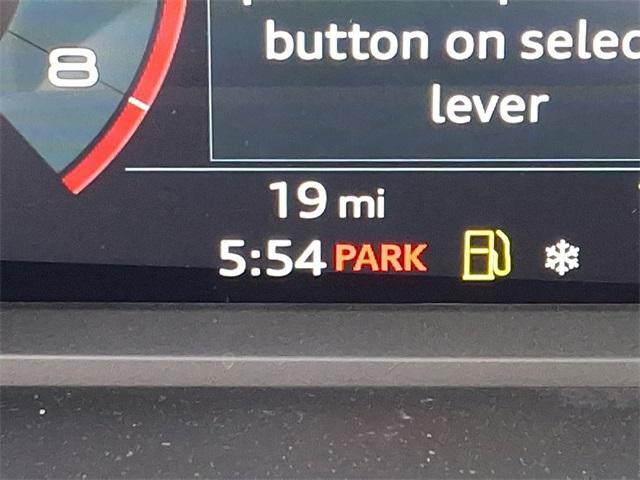 8
button on selec
lever
19 mi
5:54 PARK